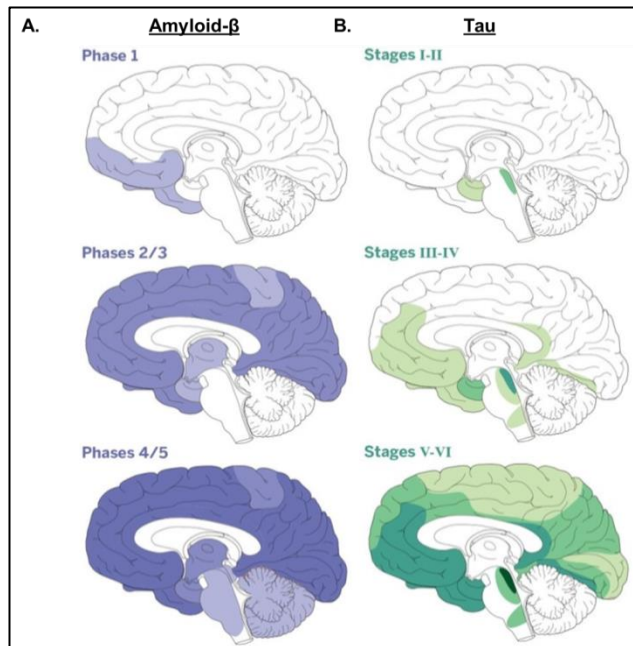 A. Amyloid-β B. Tau
Phase 1 Stages I-II
Phases 2/3 Stages III-IV
Phases 4/5 Stages V-VI